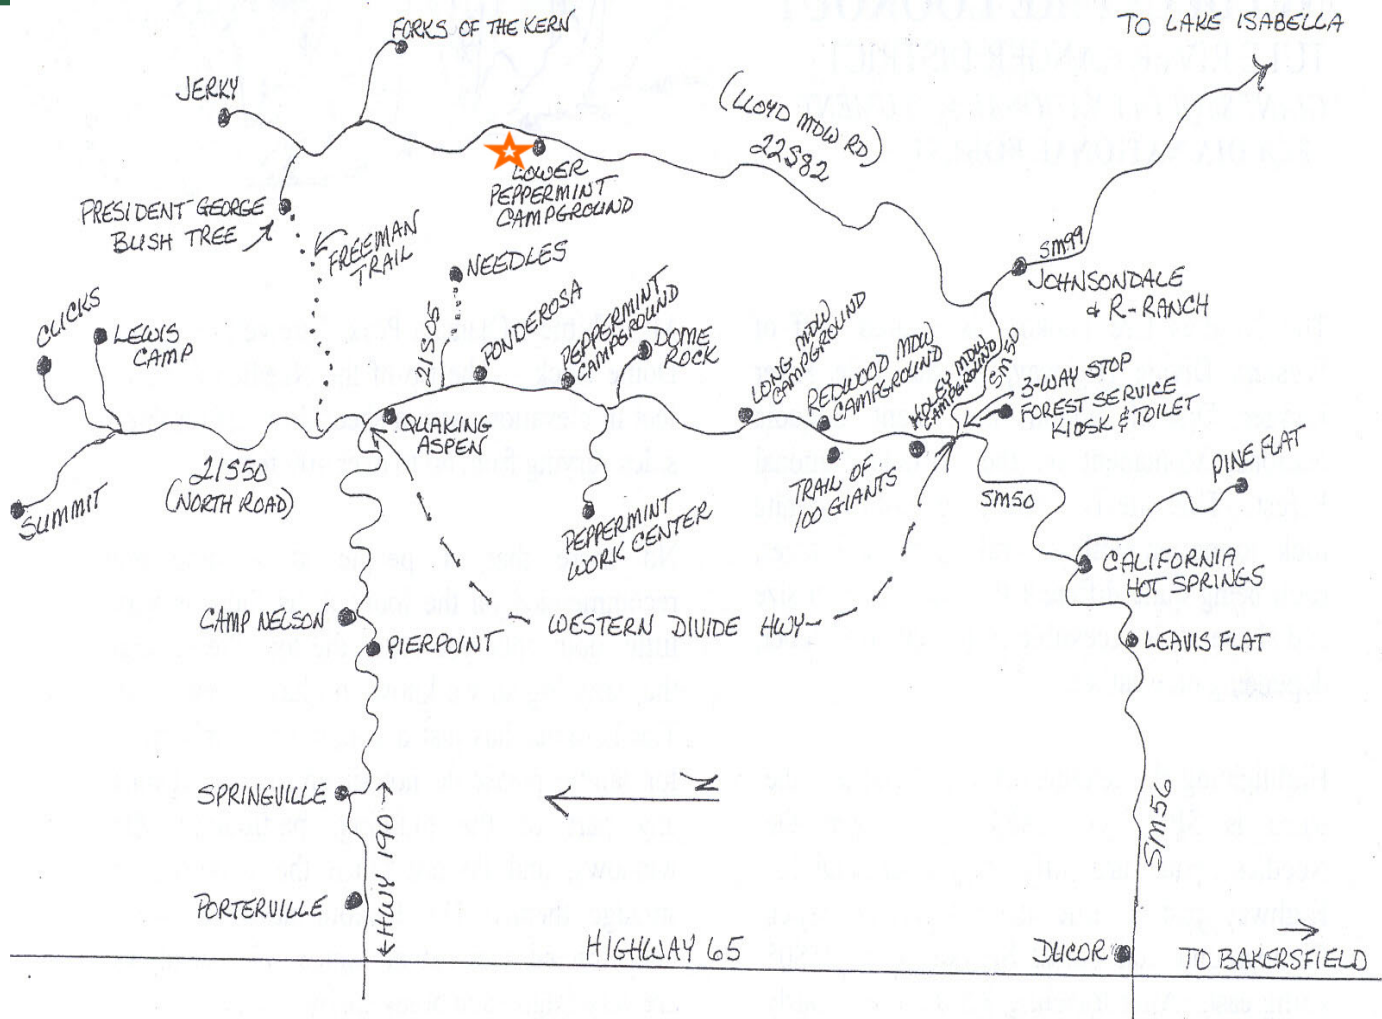 TO LAKE ISABELLA
FORKS OF THE KERN
JERKY
(LLOYD MDW RD)
22S82
LOWER
PEPPERMINT
CAMPGROUND
PRESIDENT GEORGE
BUSH TREE
FREEMAN
TRAIL
NEEDLES
SM99
JOHNSONDALE
& R-RANCH
CLICKS
LEWIS
CAMP
21S05
PONDEROSA
PEPPERMINT
CAMPGROUND
DOME
ROCK
LONG MDW
CAMPGROUND
REDWOOD MDW
CAMPGROUND
HOLEY MDW
CAMPGROUND
SM50
3-WAY STOP
FOREST SERVICE
KIOSK & TOILET
QUAKING
ASPEN
21S50
(NORTH ROAD)
SUMMIT
PEPPERMINT
WORK CENTER
TRAIL OF
100 GIANTS
SM50
PINE FLAT
CALIFORNIA
HOT SPRINGS
CAMP NELSON
PIERPOINT
WESTERN DIVIDE HWY
LEAVIS FLAT
SPRINGVILLE
N
HWY 190
SM56
PORTERVILLE
HIGHWAY 65
DUCOR
TO BAKERSFIELD